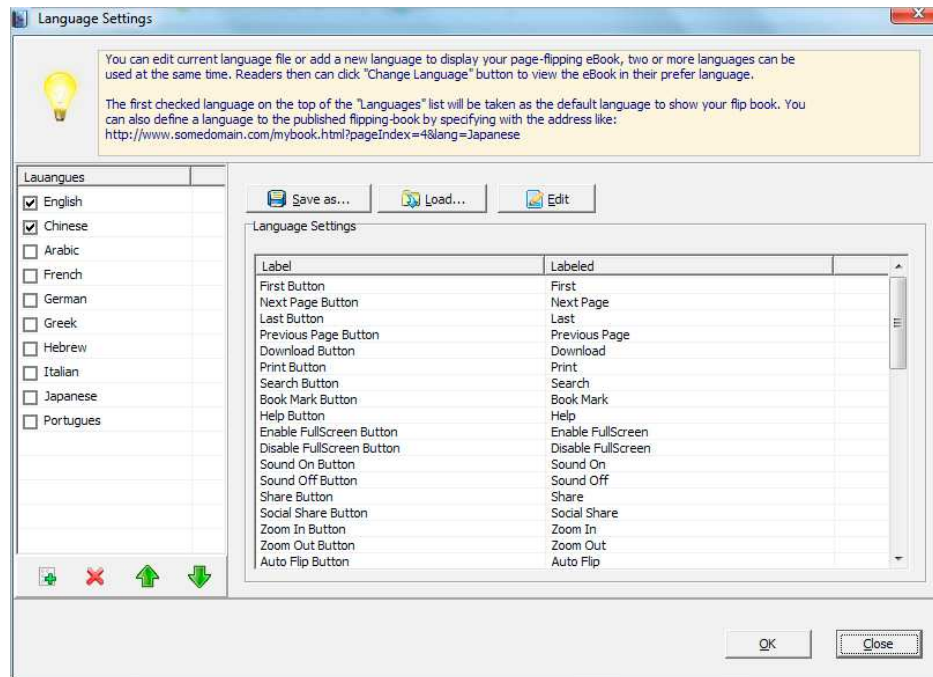 Language Settings
You can edit current language file or add a new language to display your page-flipping eBook, two or more languages can be
used at the same time. Readers then can click "Change Language" button to view the eBook in their prefer language.
The first checked language on the top of the "Languages" list will be taken as the default language to show your flip book. You
can also define a language to the published flipping-book by specifying with the address like:
http://www.somedomain.com/mybook.html?pageIndex=4&lang=Japanese
Lauangues
English
Chinese
Arabic
French
German
Greek
Hebrew
Italian
Japanese
Portugues
Save as... Load... Edit
Language Settings
Label Labeled
First Button First
Next Page Button Next Page
Last Button Last
Previous Page Button Previous Page
Download Button Download
Print Button Print
Search Button Search
Book Mark Button Book Mark
Help Button Help
Enable FullScreen Button Enable FullScreen
Disable FullScreen Button Disable FullScreen
Sound On Button Sound On
Sound Off Button Sound Off
Share Button Share
Social Share Button Social Share
Zoom In Button Zoom In
Zoom Out Button Zoom Out
Auto Flip Button Auto Flip
OK Close